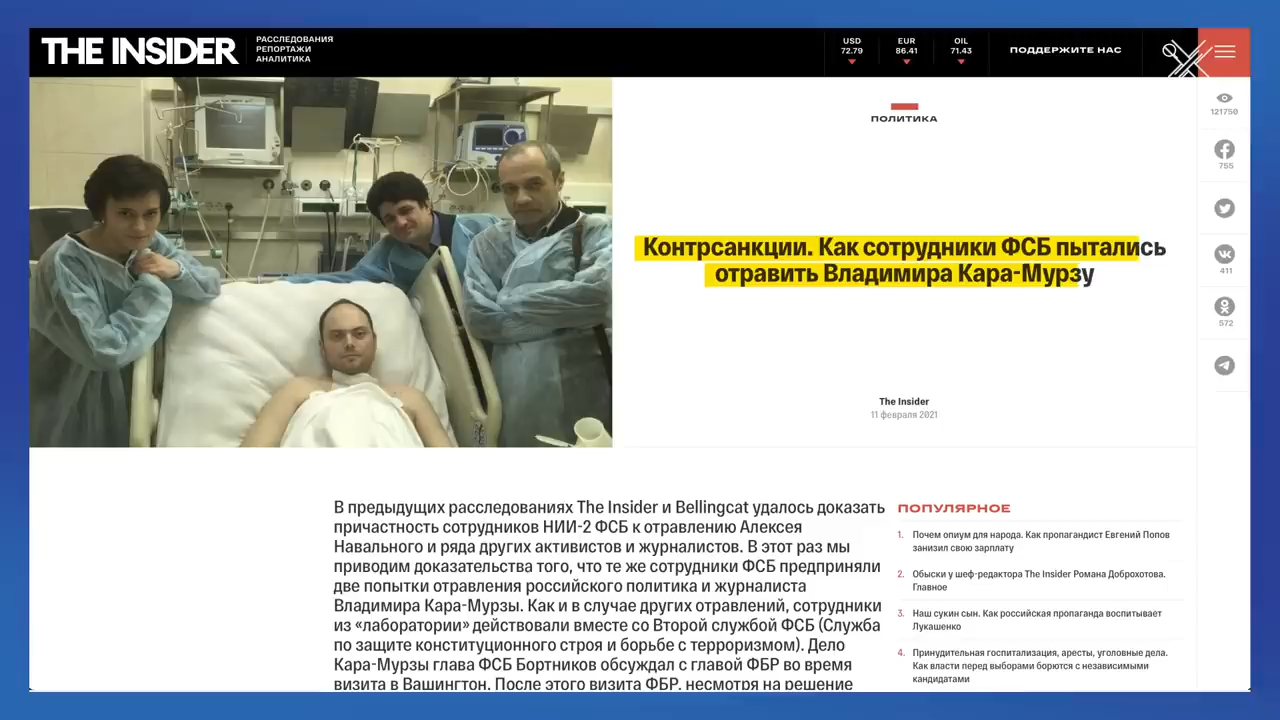 THE INSIDER
РАССЛЕДОВАНИЯ
РЕПОРТАЖИ
АНАЛИТИКА
USD
72.79
EUR
86.41
OIL
71.43
ПОДДЕРЖИТЕ НАС
121750
755
411
572
ПОЛИТИКА
Контрсанкции. Как сотрудники ФСБ пытались
отравить Владимира Кара-Мурзу
The Insider
11 февраля 2021
В предыдущих расследованиях The Insider и Bellingcat удалось доказать
причастность сотрудников НИИ-2 ФСБ к отравлению Алексея
Навального и ряда других активистов и журналистов. В этот раз мы
приводим доказательства того, что те же сотрудники ФСБ предприняли
две попытки отравления российского политика и журналиста
Владимира Кара-Мурзы. Как и в случае других отравлений, сотрудники
из «лаборатории» действовали вместе со Второй службой ФСБ (Служба
по защите конституционного строя и борьбе с терроризмом). Дело
Кара-Мурзы глава ФСБ Бортников обсуждал с главой ФБР во время
визита в Вашингтон. После этого визита ФБР, несмотря на решение
ПОПУЛЯРНОЕ
1. Почем опиум для народа. Как пропагандист Евгений Попов
занизил свою зарплату
2. Обыски у шеф-редактора The Insider Романа Доброхотова.
Главное
3. Наш сукин сын. Как российская пропаганда воспитывает
Лукашенко
4. Принудительная госпитализация, аресты, уголовные дела.
Как власти перед выборами борются с независимыми
кандидатами